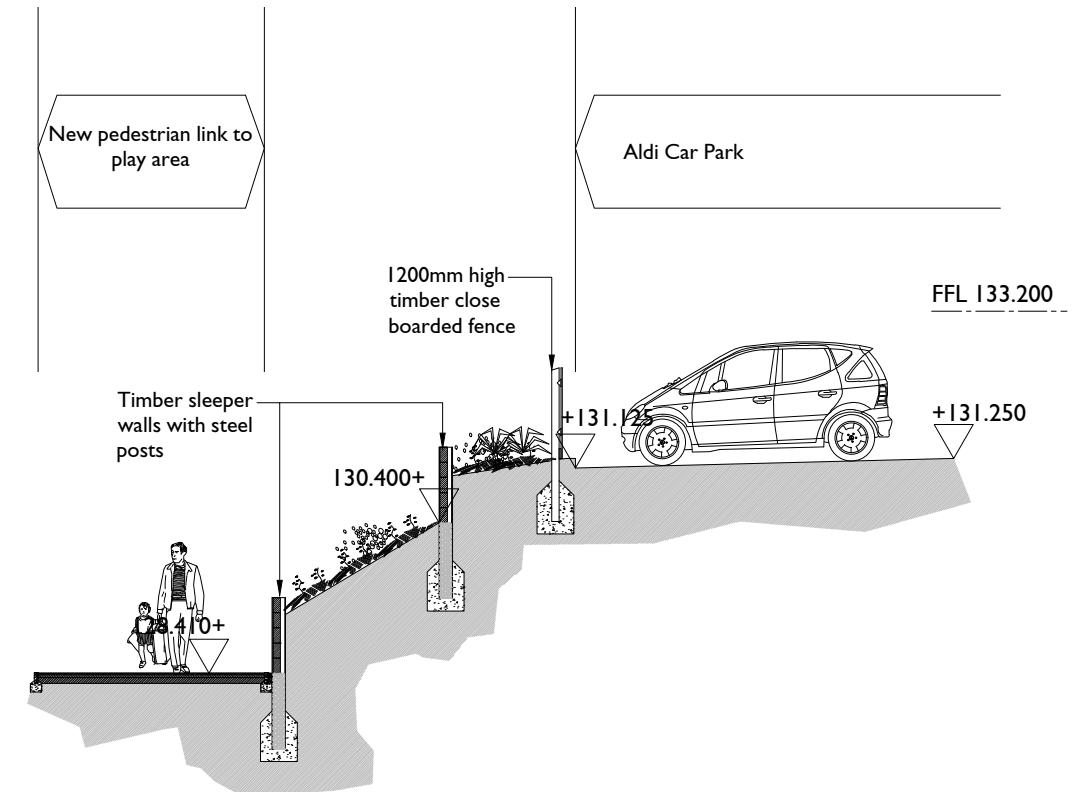 New pedestrian link to
play area
Aldi Car Park
1200mm high
timber close
boarded fence
FFL 133.200
Timber sleeper
walls with steel
posts
+131.125
+131.250
130.400+